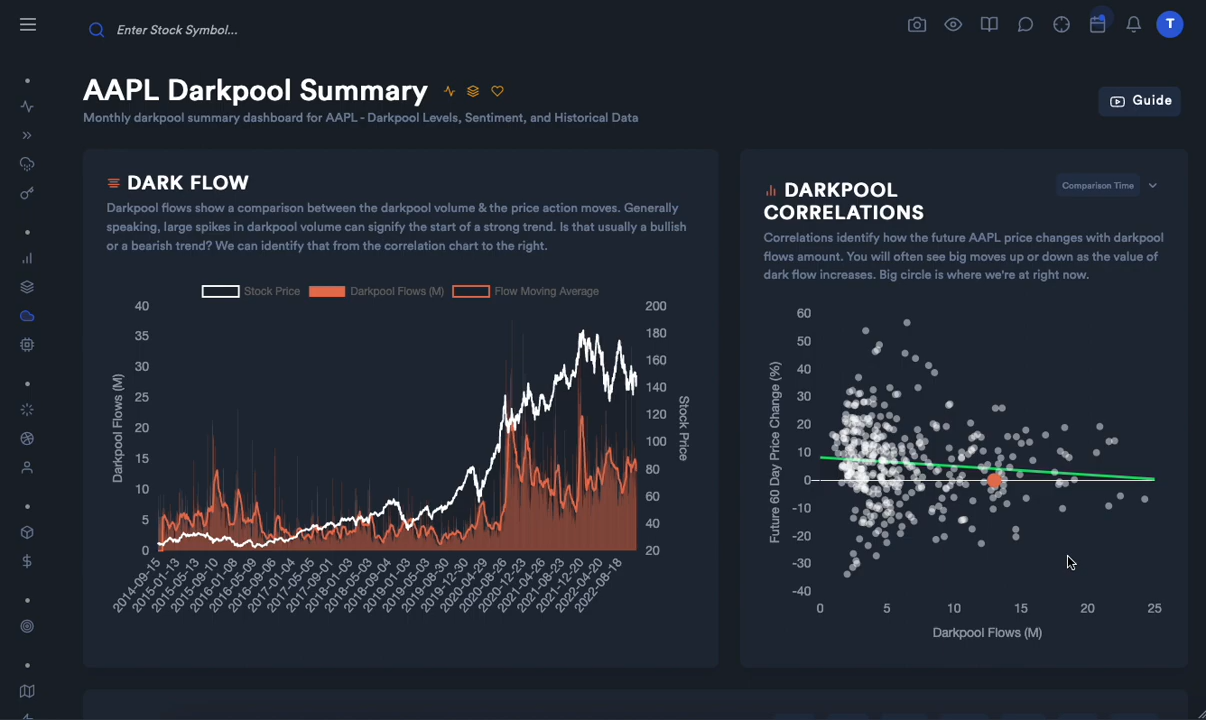 Enter Stock Symbol...
T
AAPL Darkpool Summary
Monthly darkpool summary dashboard for AAPL - Darkpool Levels, Sentiment, and Historical Data
Guide
DARK FLOW
Darkpool flows show a comparison between the darkpool volume & the price action moves. Generally
speaking, large spikes in darkpool volume can signify the start of a strong trend. Is that usually a bullish
or a bearish trend? We can identify that from the correlation chart to the right.
Stock Price
Darkpool Flows (M)
Flow Moving Average
40
35
30
25
20
15
10
5
0
Darkpool Flows (M)
200
180
160
140
120
100
80
60
40
20
Stock Price
2014-09-15
2015-01-13
2015-05-13
2015-09-10
2016-01-08
2016-05-09
2016-09-06
2017-01-04
2017-05-05
2017-09-01
2018-01-03
2018-05-03
2018-09-04
2019-01-03
2019-05-03
2019-08-30
2019-12-30
2020-04-29
2020-08-26
2020-12-23
2021-04-26
2021-08-23
2021-12-20
2022-04-20
2022-08-18
DARKPOOL
CORRELATIONS
Comparison Time
Correlations identify how the future AAPL price changes with darkpool
flows amount. You will often see big moves up or down as the value of
dark flow increases. Big circle is where we're at right now.
60
50
40
30
20
10
0
-10
-20
-30
-40
Future 60 Day Price Change (%)
0
5
10
15
20
25
Darkpool Flows (M)